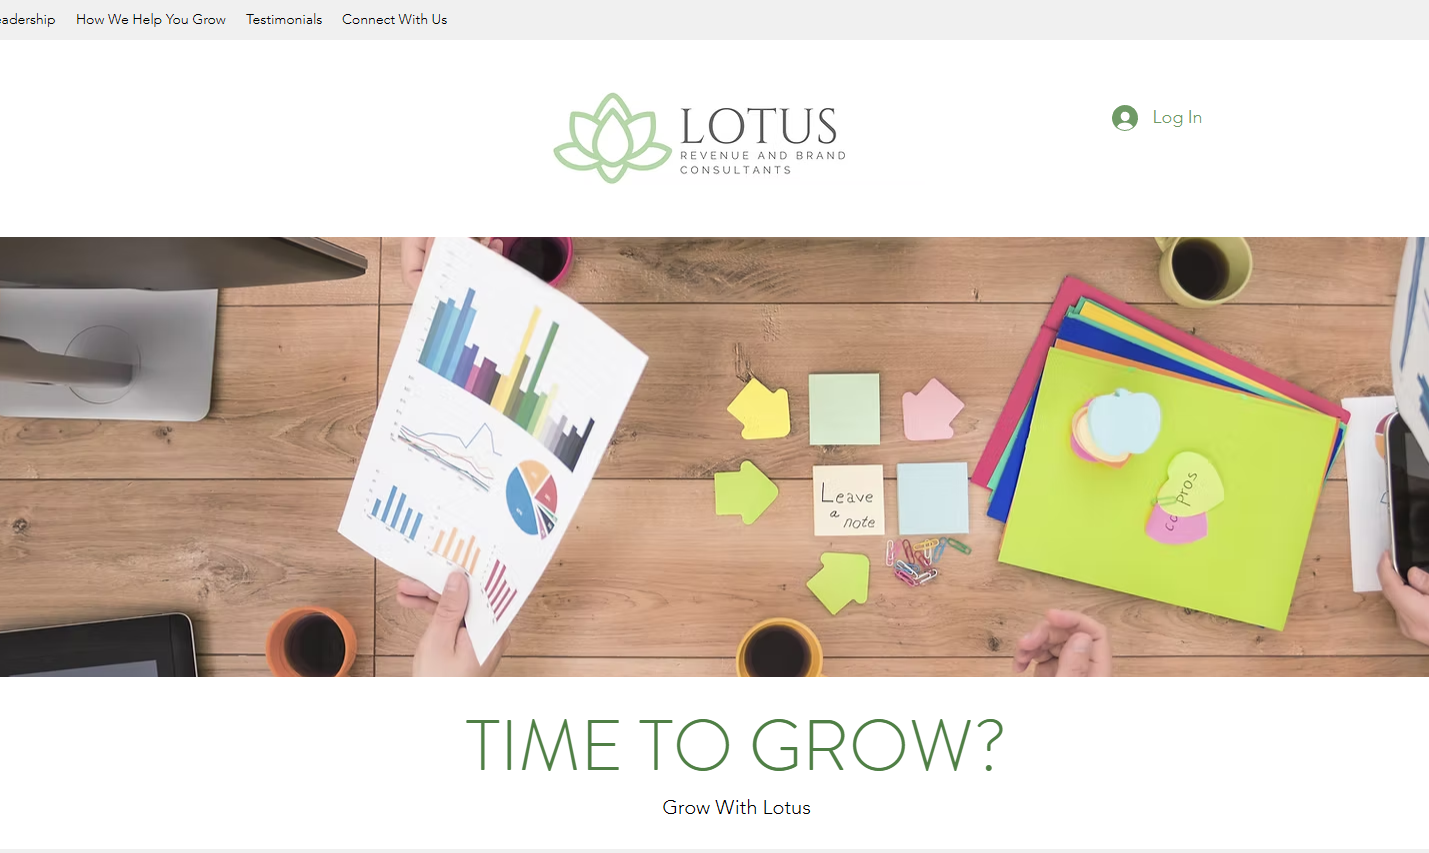 eadership How We Help You Grow Testimonials Connect With Us
LOTUS
REVENUE AND BRAND
CONSULTANTS
Log In
Leave
a
note
pros
TIME TO GROW?
Grow With Lotus